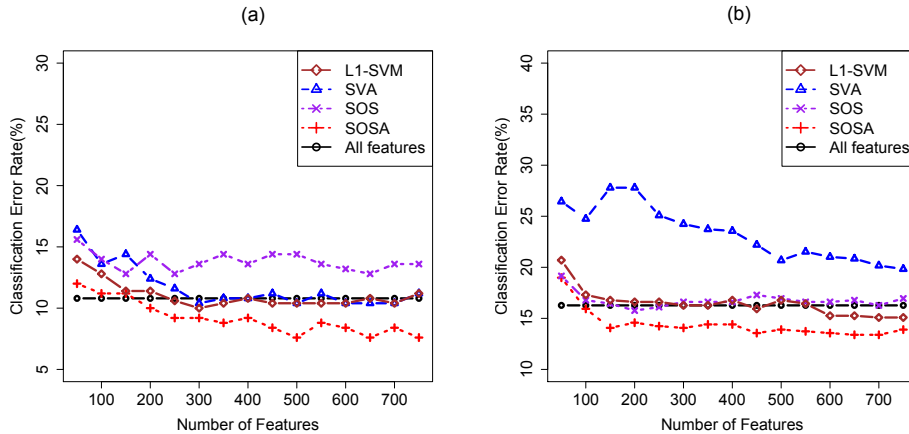 (a)
30
25
20
15
10
5
Classification Error Rate(%)
L1-SVM
SVA
SOS
SOSA
All features
100 200 300 400 500 600 700
Number of Features
(b)
40
35
30
25
20
15
10
Classification Error Rate(%)
L1-SVM
SVA
SOS
SOSA
All features
100 200 300 400 500 600 700
Number of Features